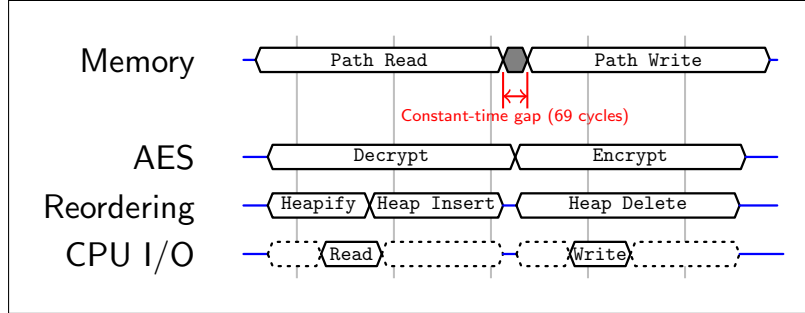 Memory Path Read Path Write
Constant-time gap (69 cycles)
AES Decrypt Encrypt
Reordering Heapify Heap Insert Heap Delete
CPU I/O Read Write